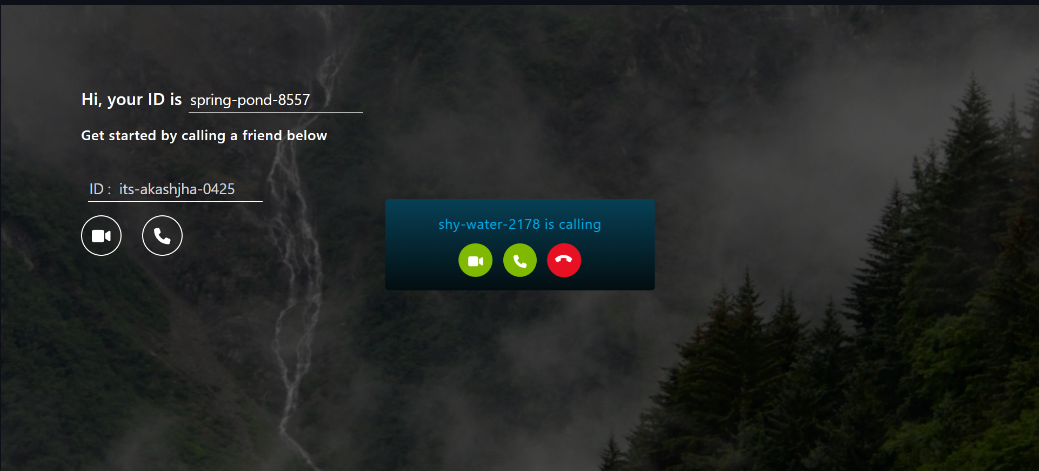 Hi, your ID is spring-pond-8557
Get started by calling a friend below
ID : its-akashjha-0425
shy-water-2178 is calling